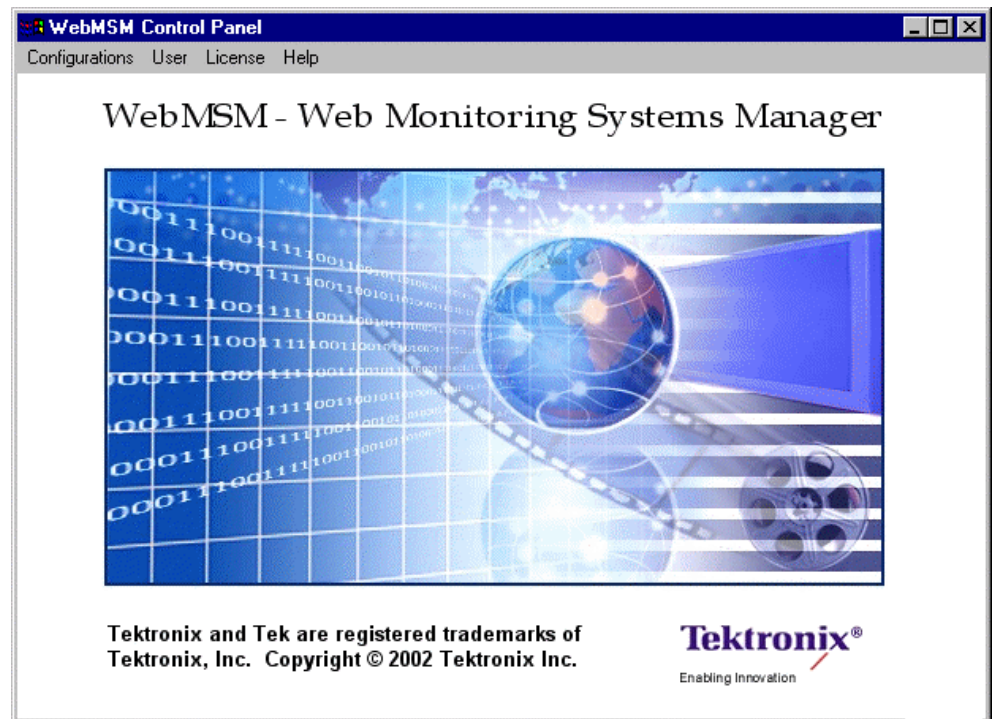 WebMSM Control Panel
Configurations User License Help
WebMSM - Web Monitoring Systems Manager
Tektronix and Tek are registered trademarks of
Tektronix, Inc. Copyright © 2002 Tektronix Inc.
Tektronix®
Enabling Innovation